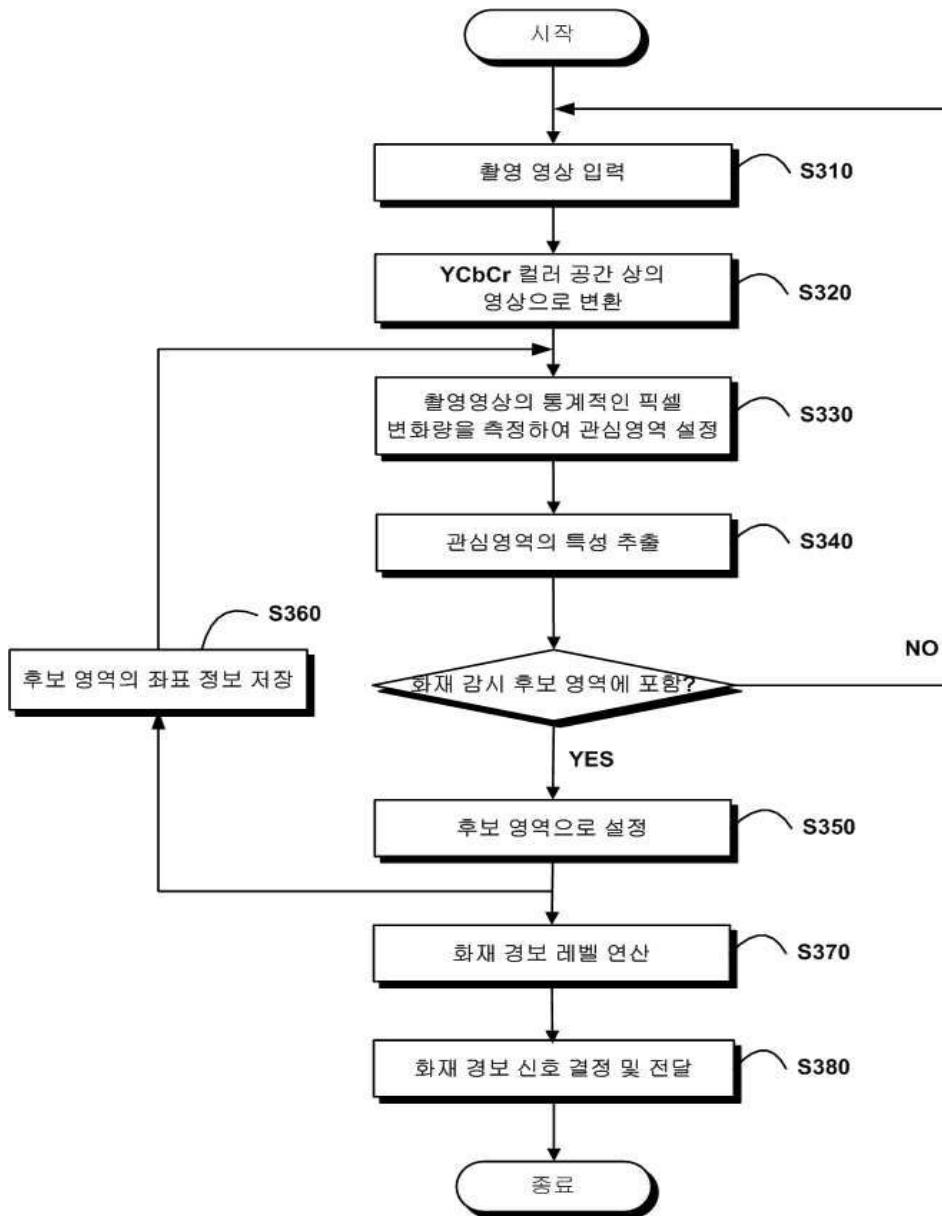 시작
촬영 영상 입력
S310
YCbCr 컬러 공간 상의
영상으로 변환
S320
촬영영상의 통계적인 픽셀
변화량을 측정하여 관심영역 설정
S330
관심영역의 특성 추출
S340
S360
후보 영역의 좌표 정보 저장
화재 감시 후보 영역에 포함?
NO
YES
후보 영역으로 설정
S350
화재 경보 레벨 연산
S370
화재 경보 신호 결정 및 전달
S380
종료